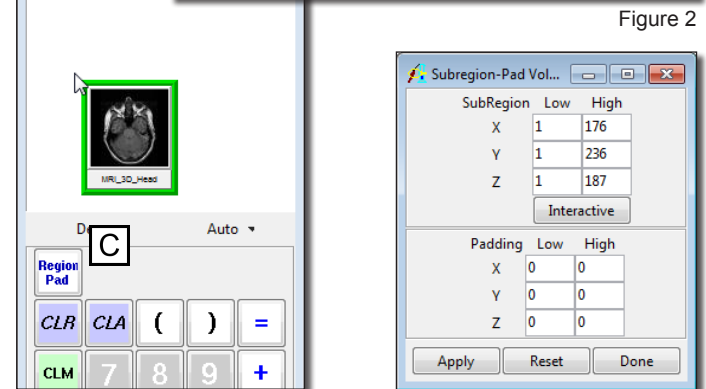 Figure 2
MRI_3D_Head
Auto
C
Region
Pad
CLR CLA ( ) =
CLM 7 8 9 +
Subregion-Pad Vol...
SubRegion Low High
X 1 176
Y 1 236
Z 1 187
Interactive
Padding Low High
X 0 0
Y 0 0
Z 0 0
Apply Reset Done